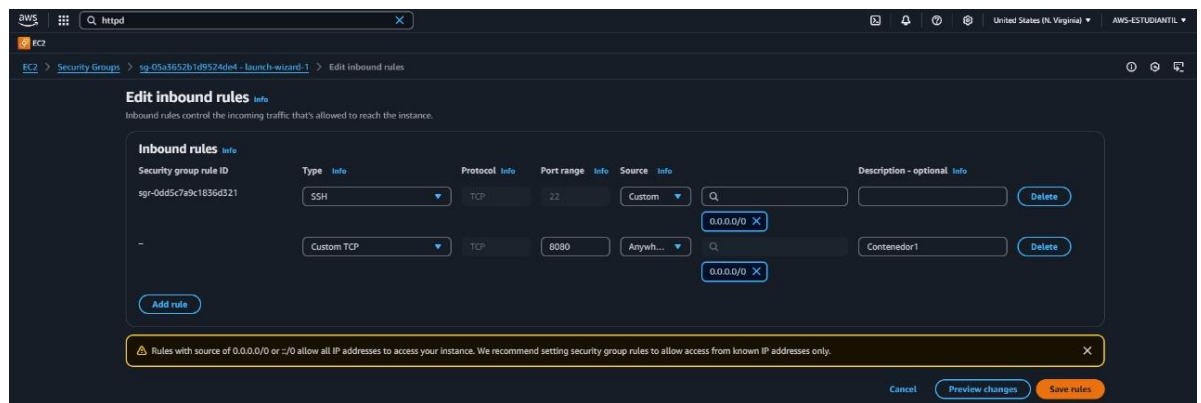 aws httpd United States (N. Virginia) AWS-ESTUDIANTIL
EC2
EC2 > Security Groups > sg-05a3652b1d9524de4 - launch-wizard-1 > Edit inbound rules
Edit inbound rules Info
Inbound rules control the incoming traffic that's allowed to reach the instance.
Inbound rules Info
Security group rule ID Type Info Protocol Info Port range Info Source Info Description - optional Info
sgr-0dd5c7a9c1836d321 SSH TCP 22 Custom Delete
0.0.0.0/0
– Custom TCP TCP 8080 Anywh... Contenedor1 Delete
0.0.0.0/0
Add rule
Rules with source of 0.0.0.0/0 or ::/0 allow all IP addresses to access your instance. We recommend setting security group rules to allow access from known IP addresses only.
Cancel Preview changes Save rules